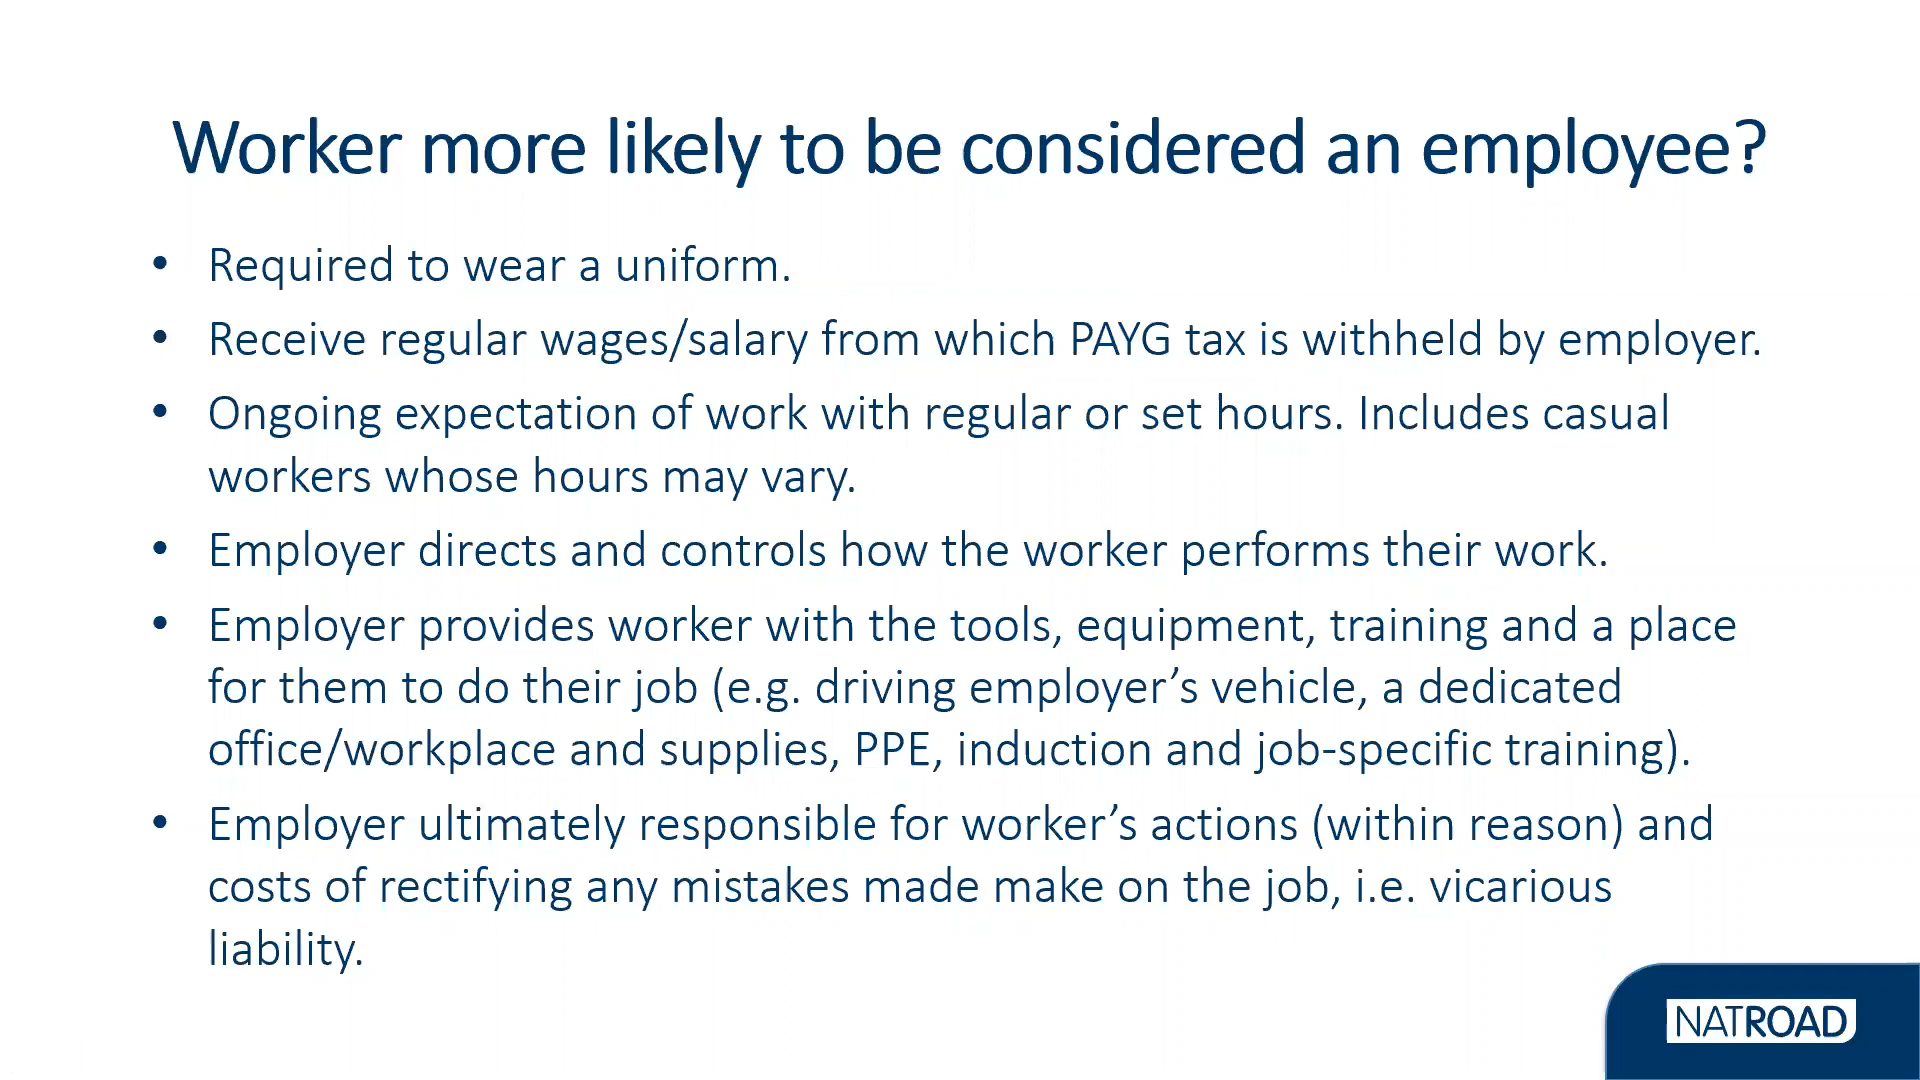 Worker more likely to be considered an employee?
• Required to wear a uniform.
• Receive regular wages/salary from which PAYG tax is withheld by employer.
• Ongoing expectation of work with regular or set hours. Includes casual
workers whose hours may vary.
• Employer directs and controls how the worker performs their work.
• Employer provides worker with the tools, equipment, training and a place
for them to do their job (e.g. driving employer’s vehicle, a dedicated
office/workplace and supplies, PPE, induction and job-specific training).
• Employer ultimately responsible for worker’s actions (within reason) and
costs of rectifying any mistakes made make on the job, i.e. vicarious
liability.
NATROAD